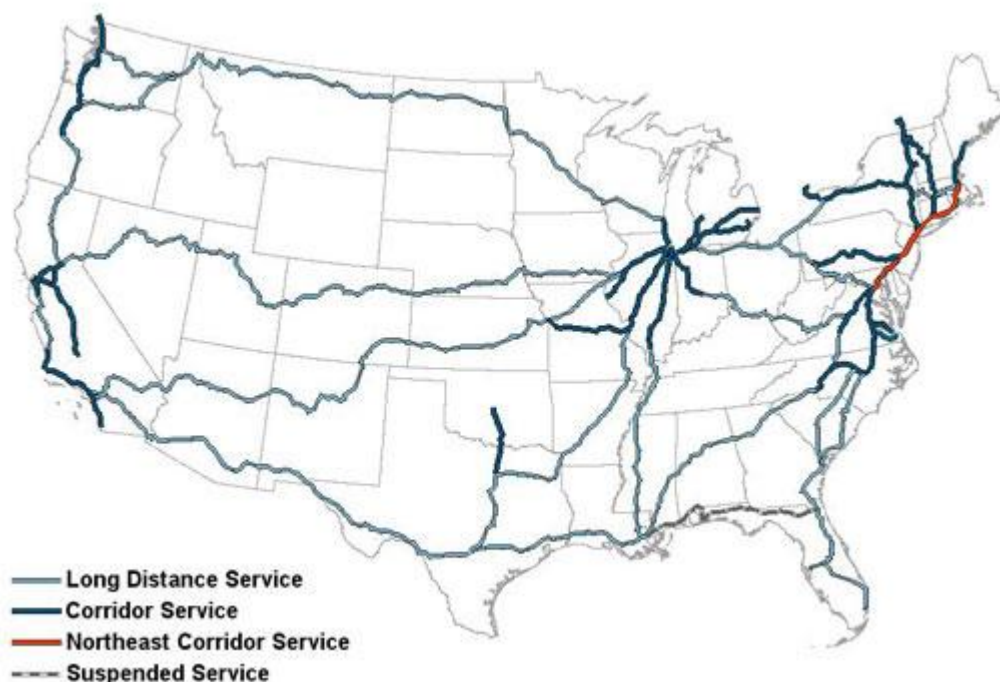 Long Distance Service
Corridor Service
Northeast Corridor Service
Suspended Service